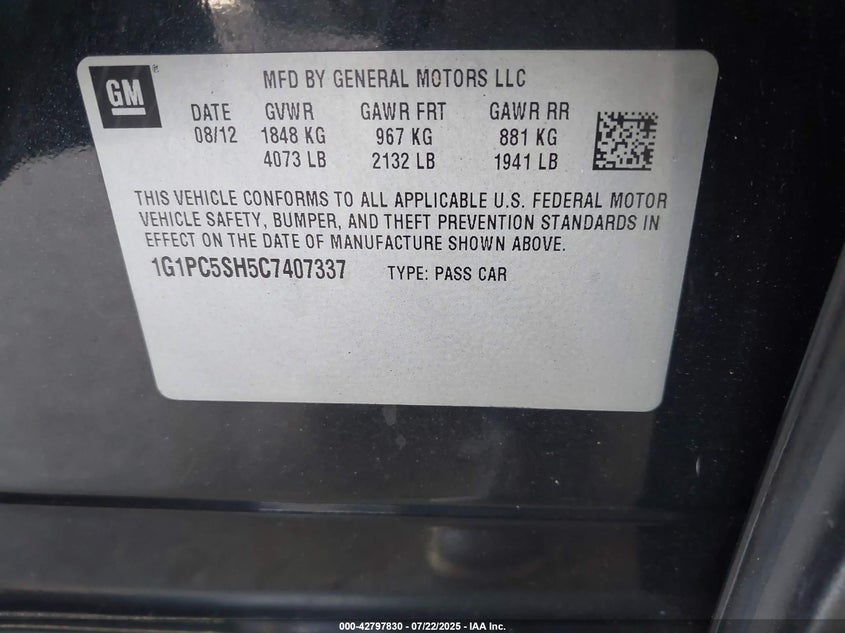 GM
®
MFD BY GENERAL MOTORS LLC
DATE GVWR GAWR FRT GAWR RR
08/12 1848 KG 967 KG 881 KG
4073 LB 2132 LB 1941 LB
THIS VEHICLE CONFORMS TO ALL APPLICABLE U.S. FEDERAL MOTOR
VEHICLE SAFETY, BUMPER, AND THEFT PREVENTION STANDARDS IN
EFFECT ON THE DATE OF MANUFACTURE SHOWN ABOVE.
1G1PC5SH5C7407337 TYPE: PASS CAR
000-42797830 - 07/22/2025 - IAA Inc.